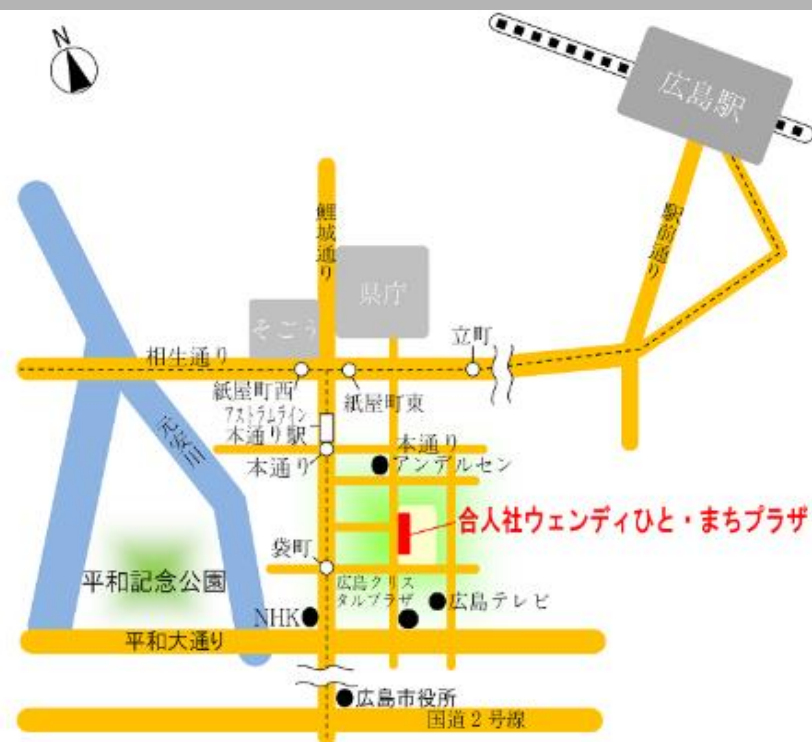 N
広島駅
鯉城通り
駅前通り
県庁
そごう
立町
相生通り
紙屋町西
紙屋町東
アストラムライン
本通り駅
本通り
本通り
アンデルセン
元安川
合人社ウェンディひと・まちプラザ
袋町
平和記念公園
広島クリス
タルプラザ
広島テレビ
NHK
平和大通り
広島市役所
国道2号線